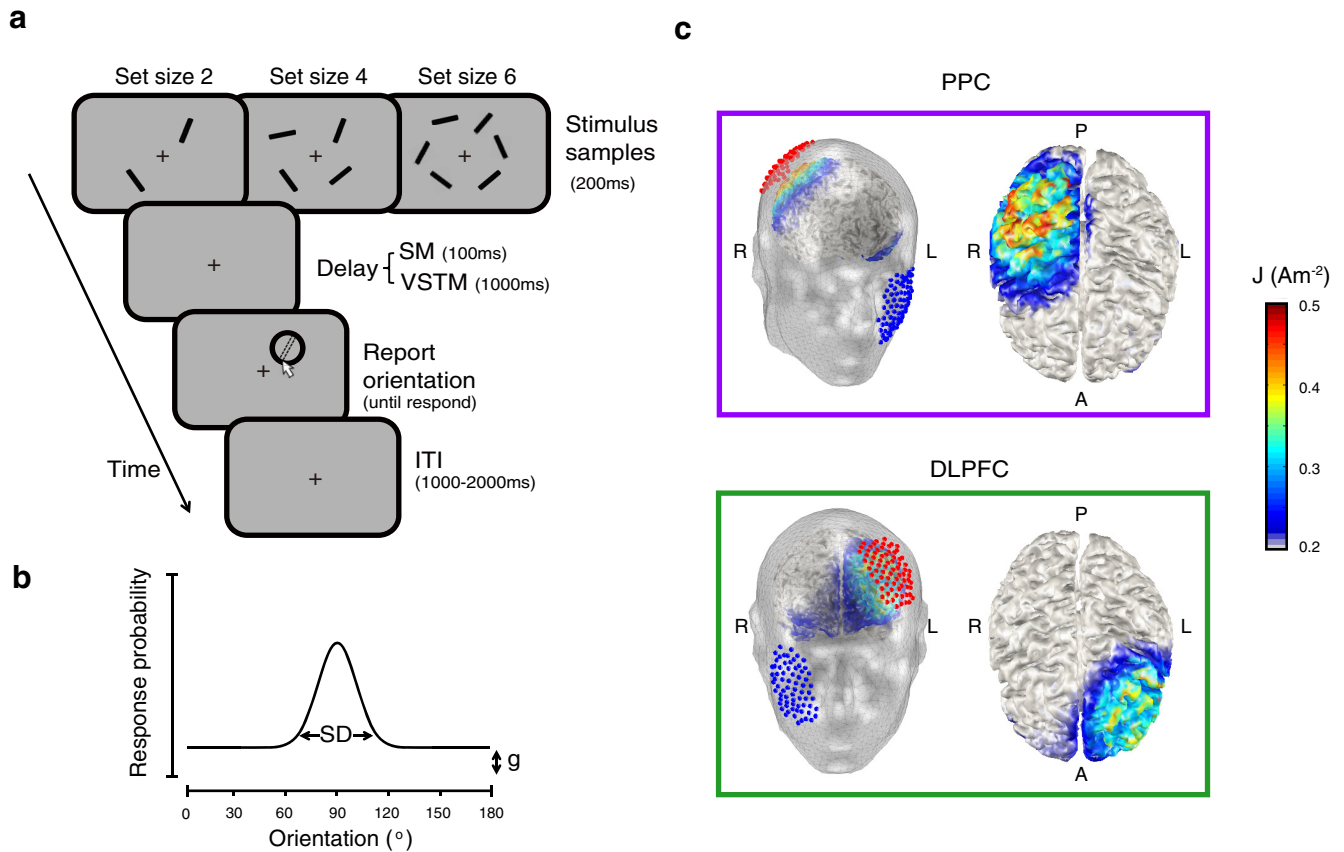 a
Set size 2
Set size 4
Set size 6
Stimulus
samples
(200ms)
Delay
SM (100ms)
VSTM (1000ms)
Report
orientation
(until respond)
Time
ITI
(1000-2000ms)
b
Response probability
SD
g
0 30 60 90 120 150 180
Orientation (°)
c
PPC
P
R
L
R
L
A
J (Am-2)
0.5
0.4
0.3
0.2
DLPFC
P
R
L
R
L
A